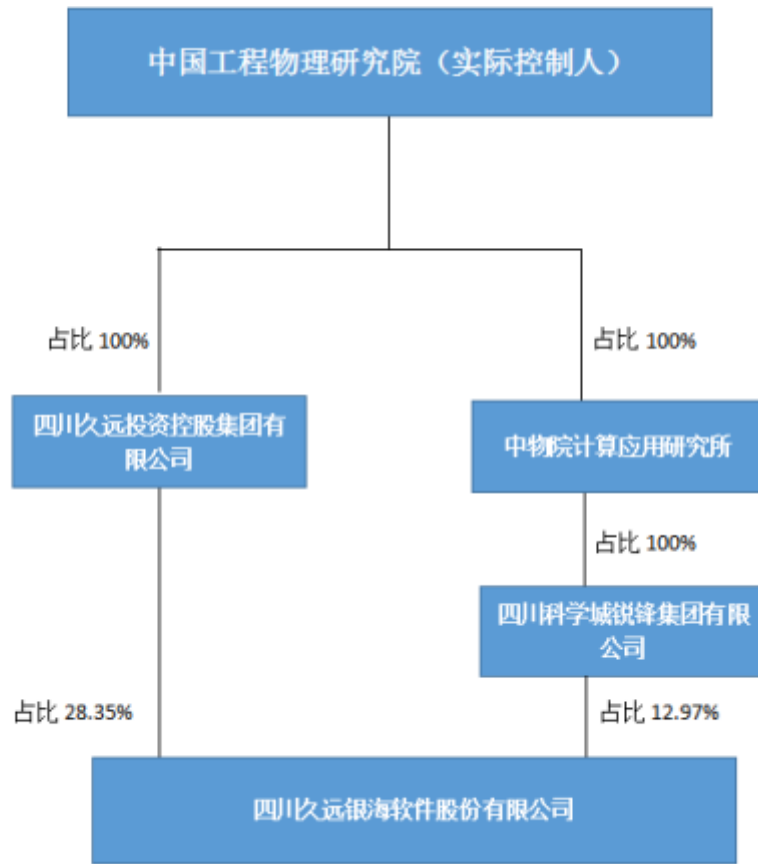 中国工程物理研究院（实际控制人）
占比 100%
占比 100%
四川久远投资控股集团有
限公司
中物院计算应用研究所
占比 100%
四川科学城锐锋集团有限
公司
占比 28.35%
占比 12.97%
四川久远银海软件股份有限公司